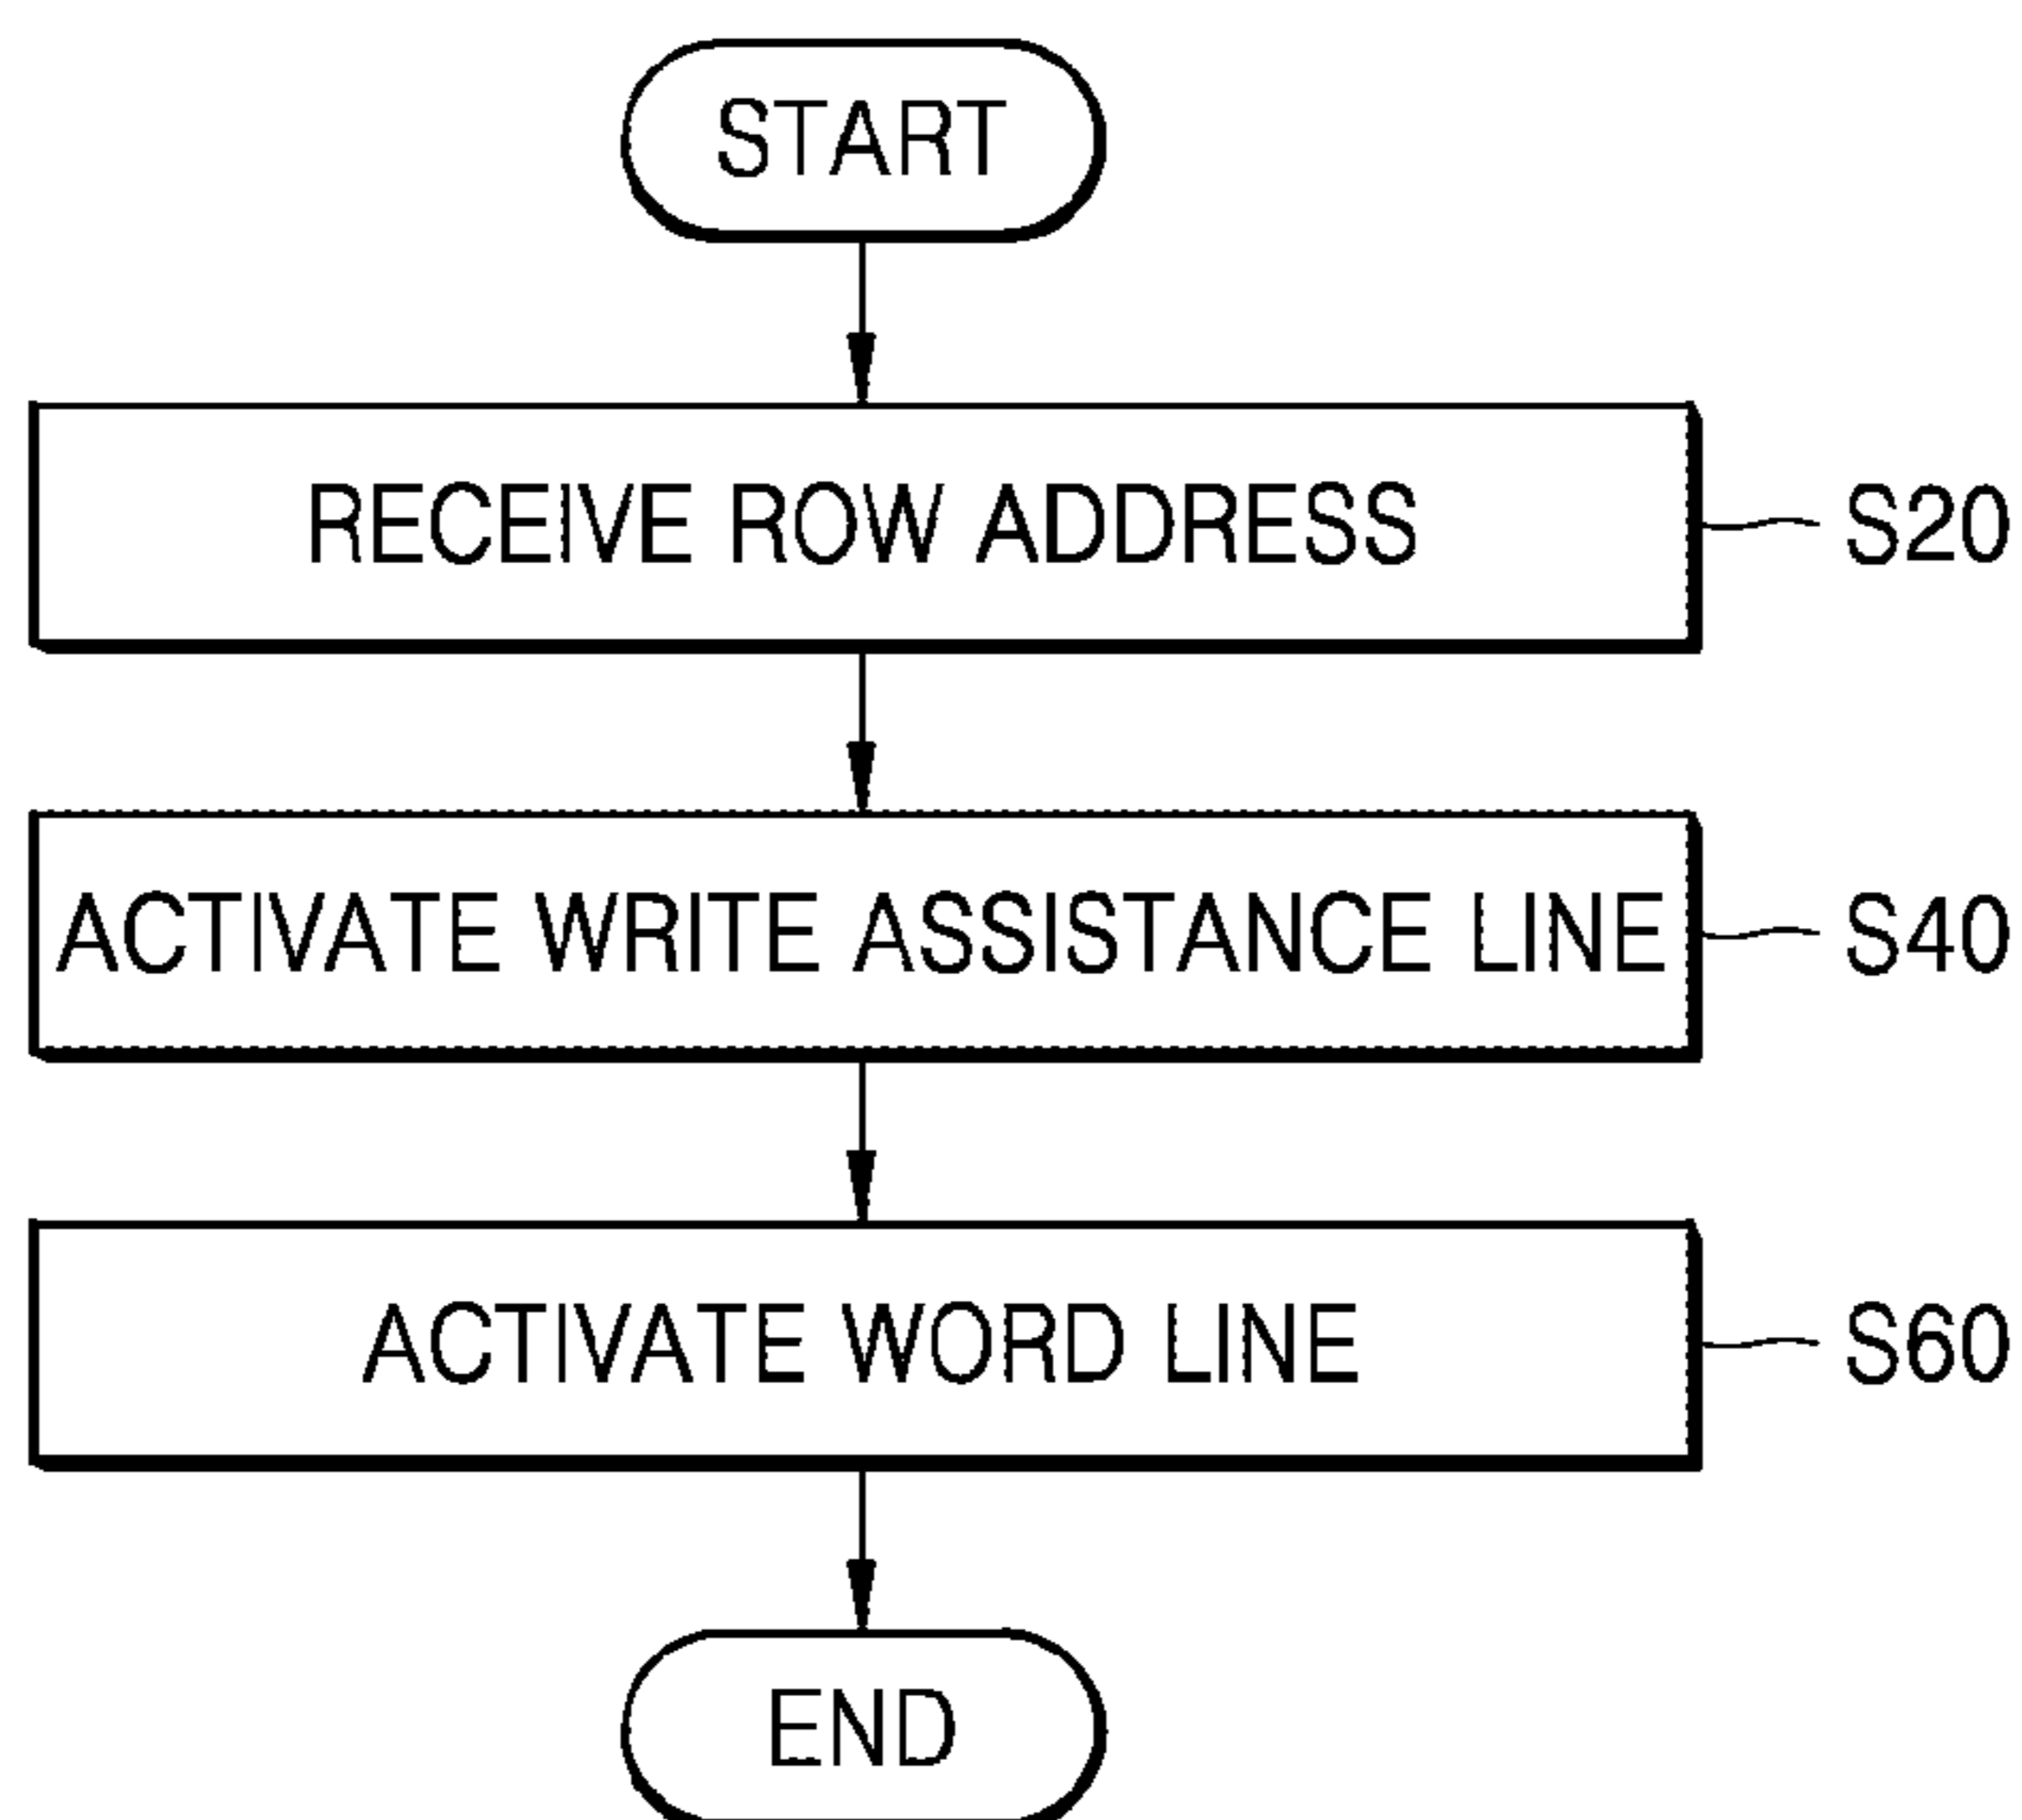 START
RECEIVE ROW ADDRESS S20
ACTIVATE WRITE ASSISTANCE LINE S40
ACTIVATE WORD LINE S60
END